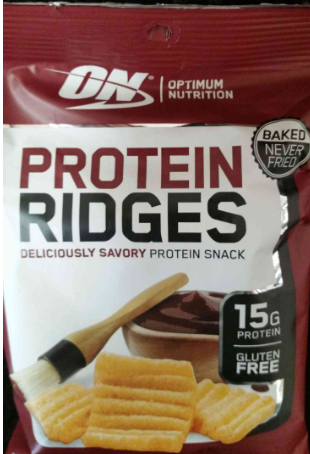 ON®
OPTIMUM
NUTRITION
BAKED
NEVER
FRIED
PROTEIN
RIDGES
DELICIOUSLY SAVORY PROTEIN SNACK
15G
PROTEIN
GLUTEN
FREE